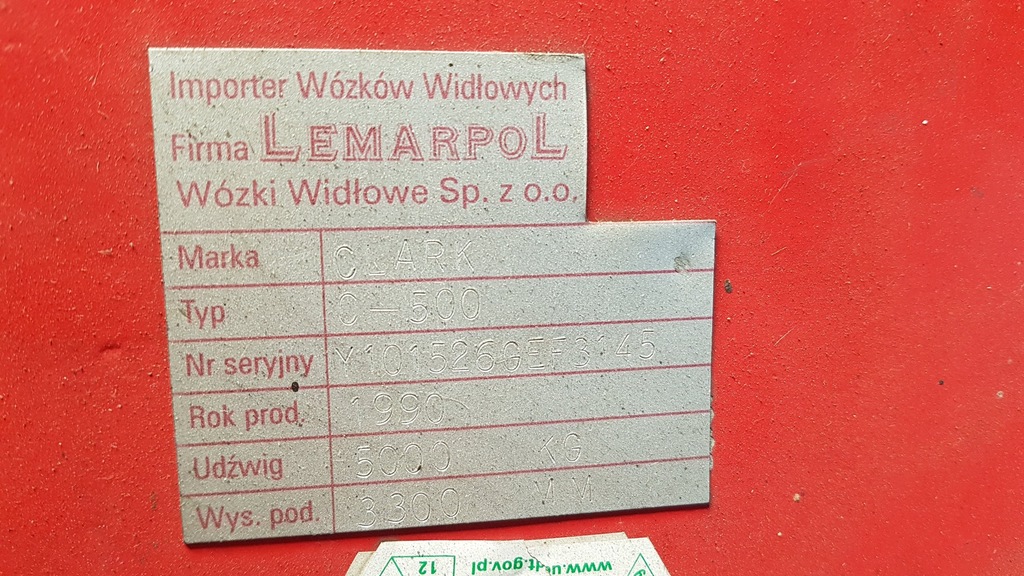 Importer Wózków Widłowych
Firma LEMARPOL
Wózki Widłowe Sp. z o.o.
Marka CLARK
Typ C-500
Nr seryjny Y101526GEF3145
Rok prod. 1990
Udźwig 5000 KG
Wys. pod. 3300 MM
12 www.udt.gov.pl